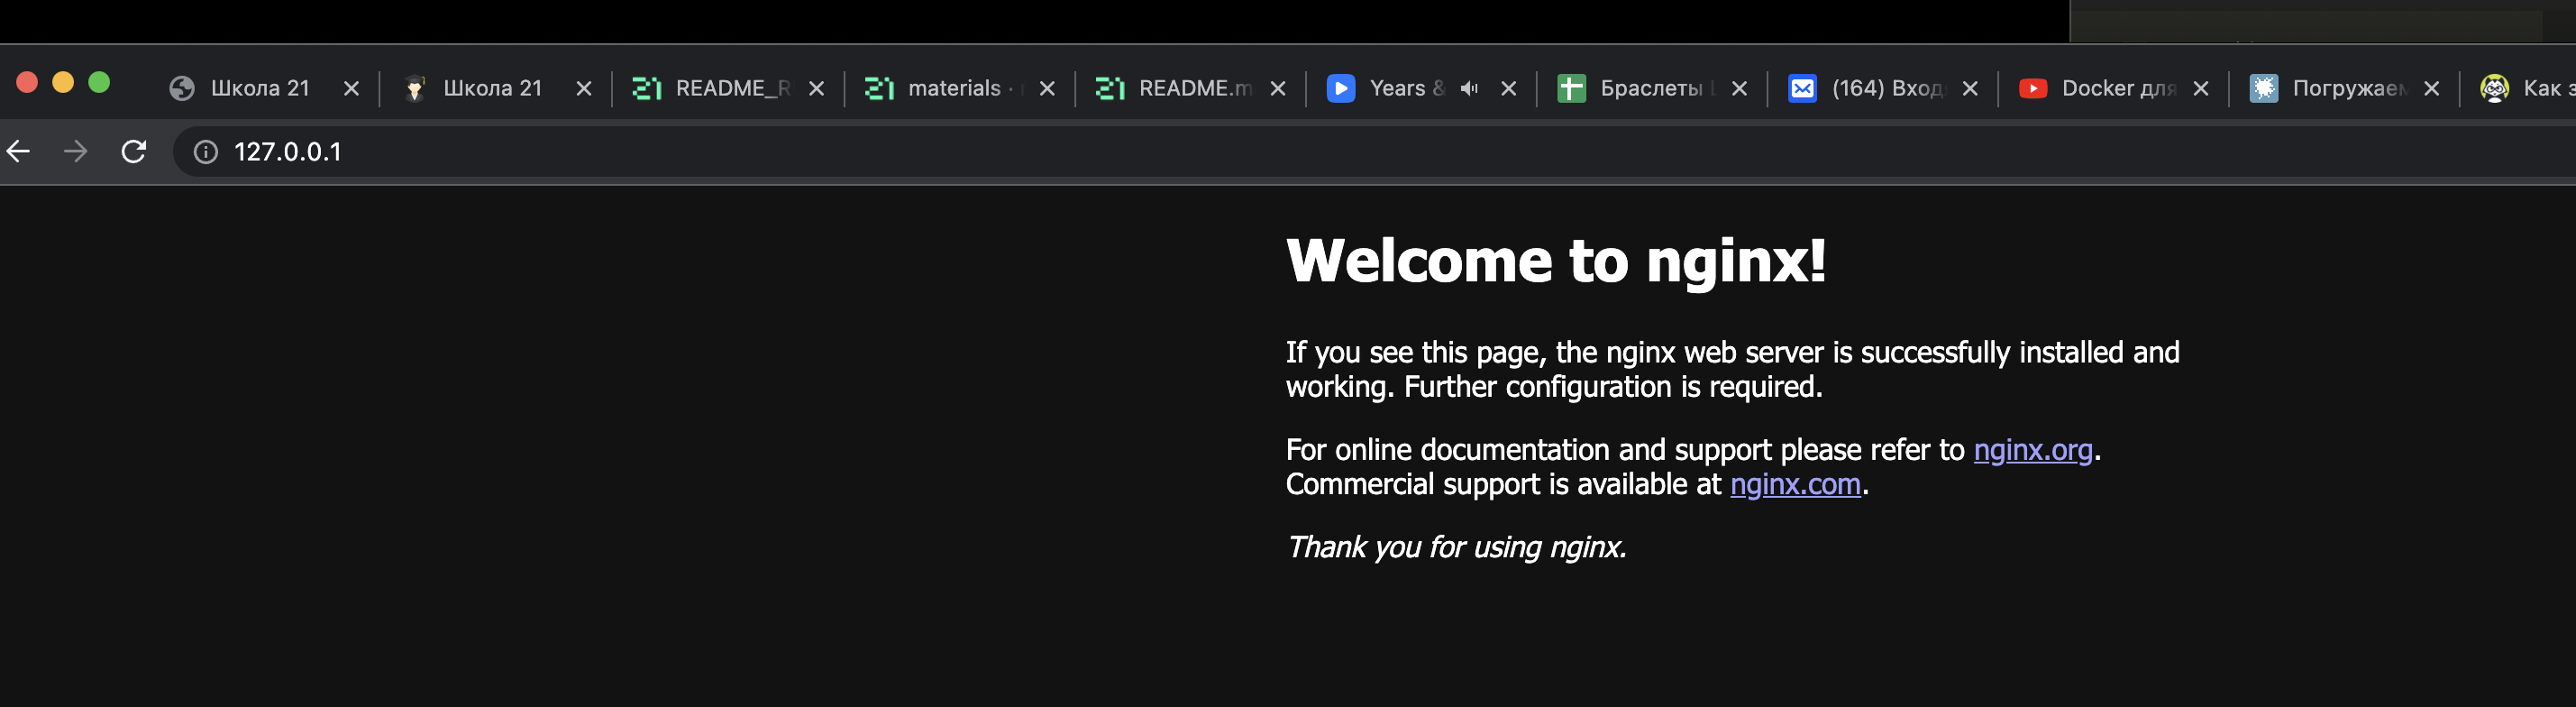 Школа 21
Школа 21
README_R
materials ·
README.m
Years &
Браслеты
(164) Вход
Docker для
Погружаем
Как з
127.0.0.1
Welcome to nginx!
If you see this page, the nginx web server is successfully installed and
working. Further configuration is required.
For online documentation and support please refer to nginx.org.
Commercial support is available at nginx.com.
Thank you for using nginx.